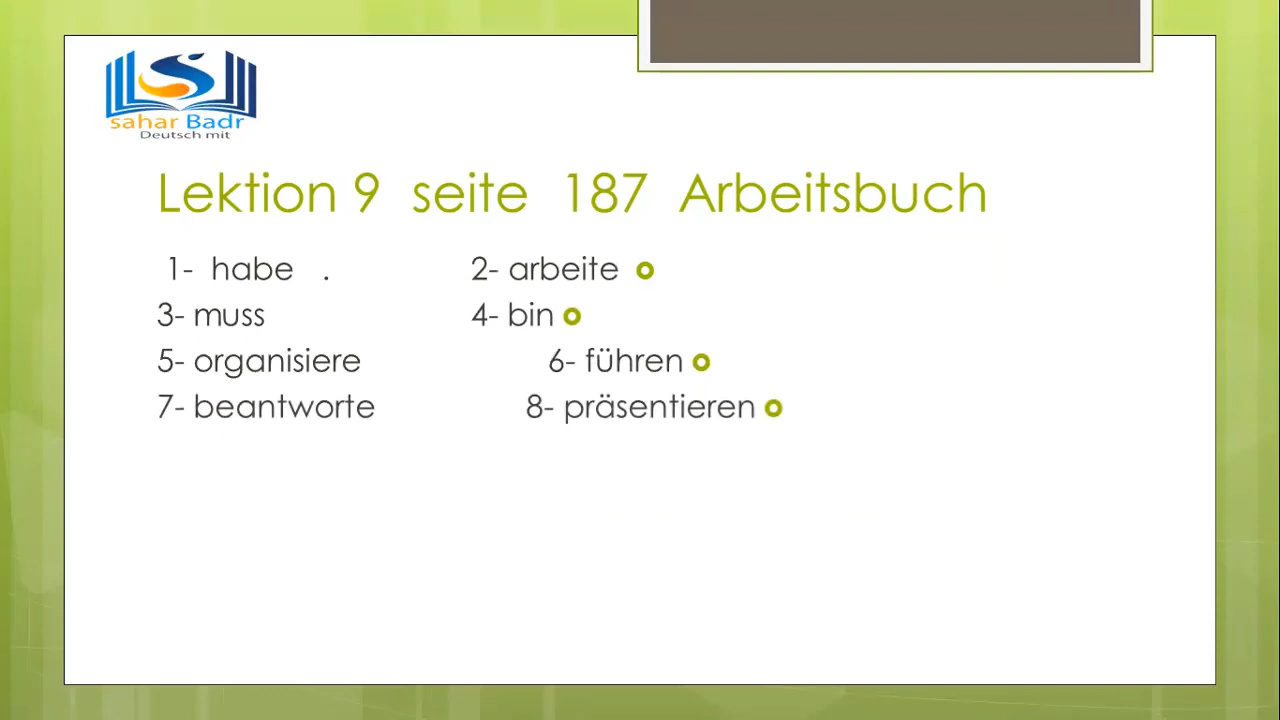 sahar Badr
Deutsch mit
Lektion 9 seite 187 Arbeitsbuch
1- habe . 2- arbeite
3- muss 4- bin
5- organisiere 6- führen
7- beantworte 8- präsentieren